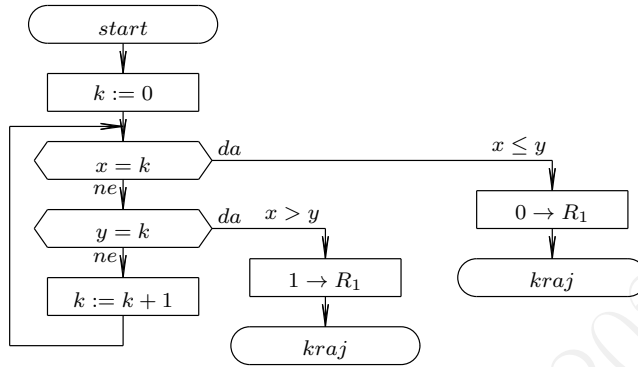 start
k := 0
x = k
da
x ≤ y
ne
0 → R₁
y = k
da
x > y
kraj
ne
k := k + 1
1 → R₁
kraj